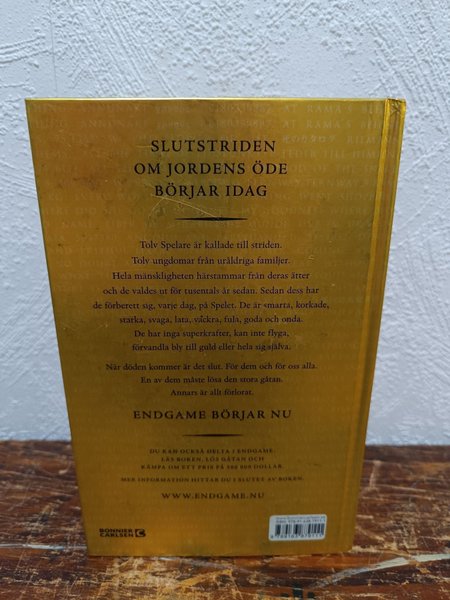 SLUTSTRIDEN
OM JORDENS ÖDE
BÖRJAR IDAG
Tolv Spelare är kallade till striden.
Tolv ungdomar från uråldriga familjer.
Hela mänskligheten härstammar från deras ätter
och de valdes ut för tusentals år sedan. Sedan dess har
de förberett sig, varje dag, på Spelet. De är smarta, korkade,
starka, svaga, lata, vackra, fula, goda och onda.
De har inga superkrafter, kan inte flyga,
förvandla bly till guld eller hela sig själva.
När döden kommer är det slut. För dem och för oss alla.
En av dem måste lösa den stora gåtan.
Annars är allt förlorat.
ENDGAME BÖRJAR NU
DU KAN OCKSÅ DELTA I ENDGAME:
LÄS BOKEN, LÖS GÅTAN OCH
KÄMPA OM ETT PRIS PÅ 500 000 DOLLAR.
MER INFORMATION HITTAR DU I SLUTET AV BOKEN.
WWW.ENDGAME.NU
BONNIER
CARLSEN